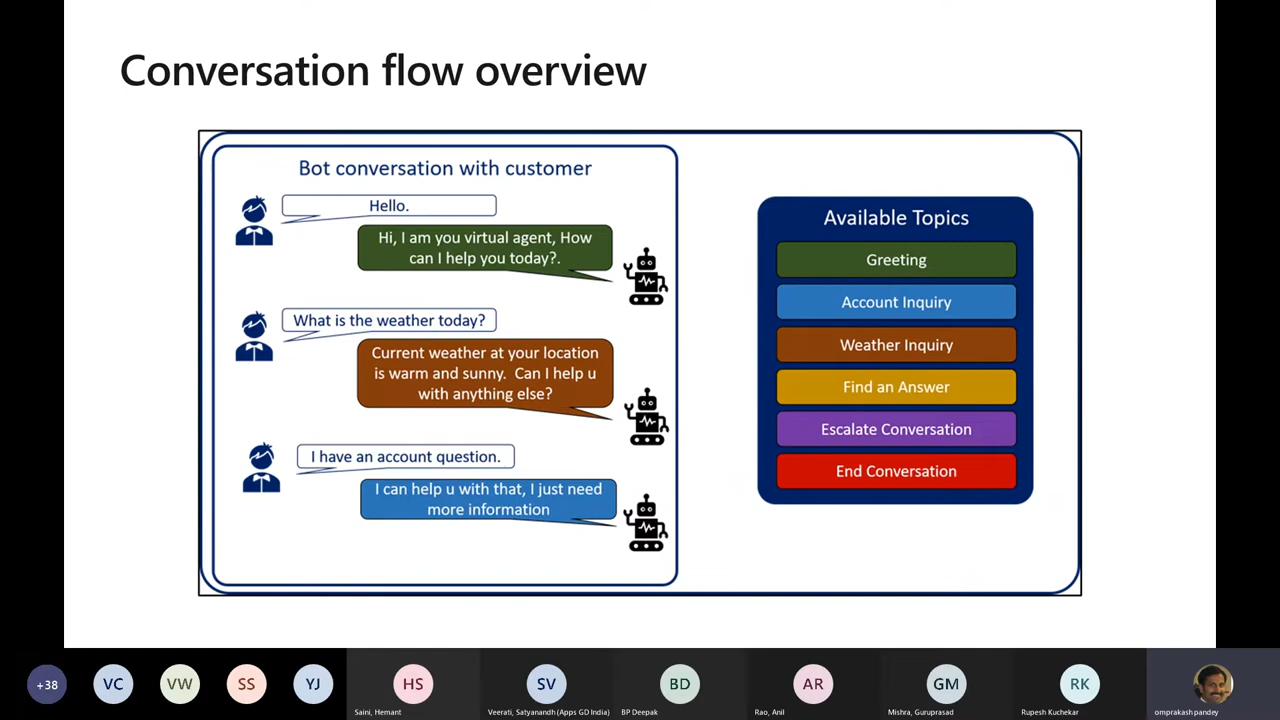 Conversation flow overview
Bot conversation with customer
Hello.
Hi, I am you virtual agent, How
can I help you today?.
What is the weather today?
Current weather at your location
is warm and sunny. Can I help u
with anything else?
I have an account question.
I can help u with that, I just need
more information
Available Topics
Greeting
Account Inquiry
Weather Inquiry
Find an Answer
Escalate Conversation
End Conversation
+38
VC
VW
SS
YJ
HS
SV
BD
AR
GM
RK
Saini, Hemant
Veerati, Satyanandh (Apps GD India)
BP Deepak
Rao, Anil
Mishra, Guruprasad
Rupesh Kuchekar
omprakash pandey